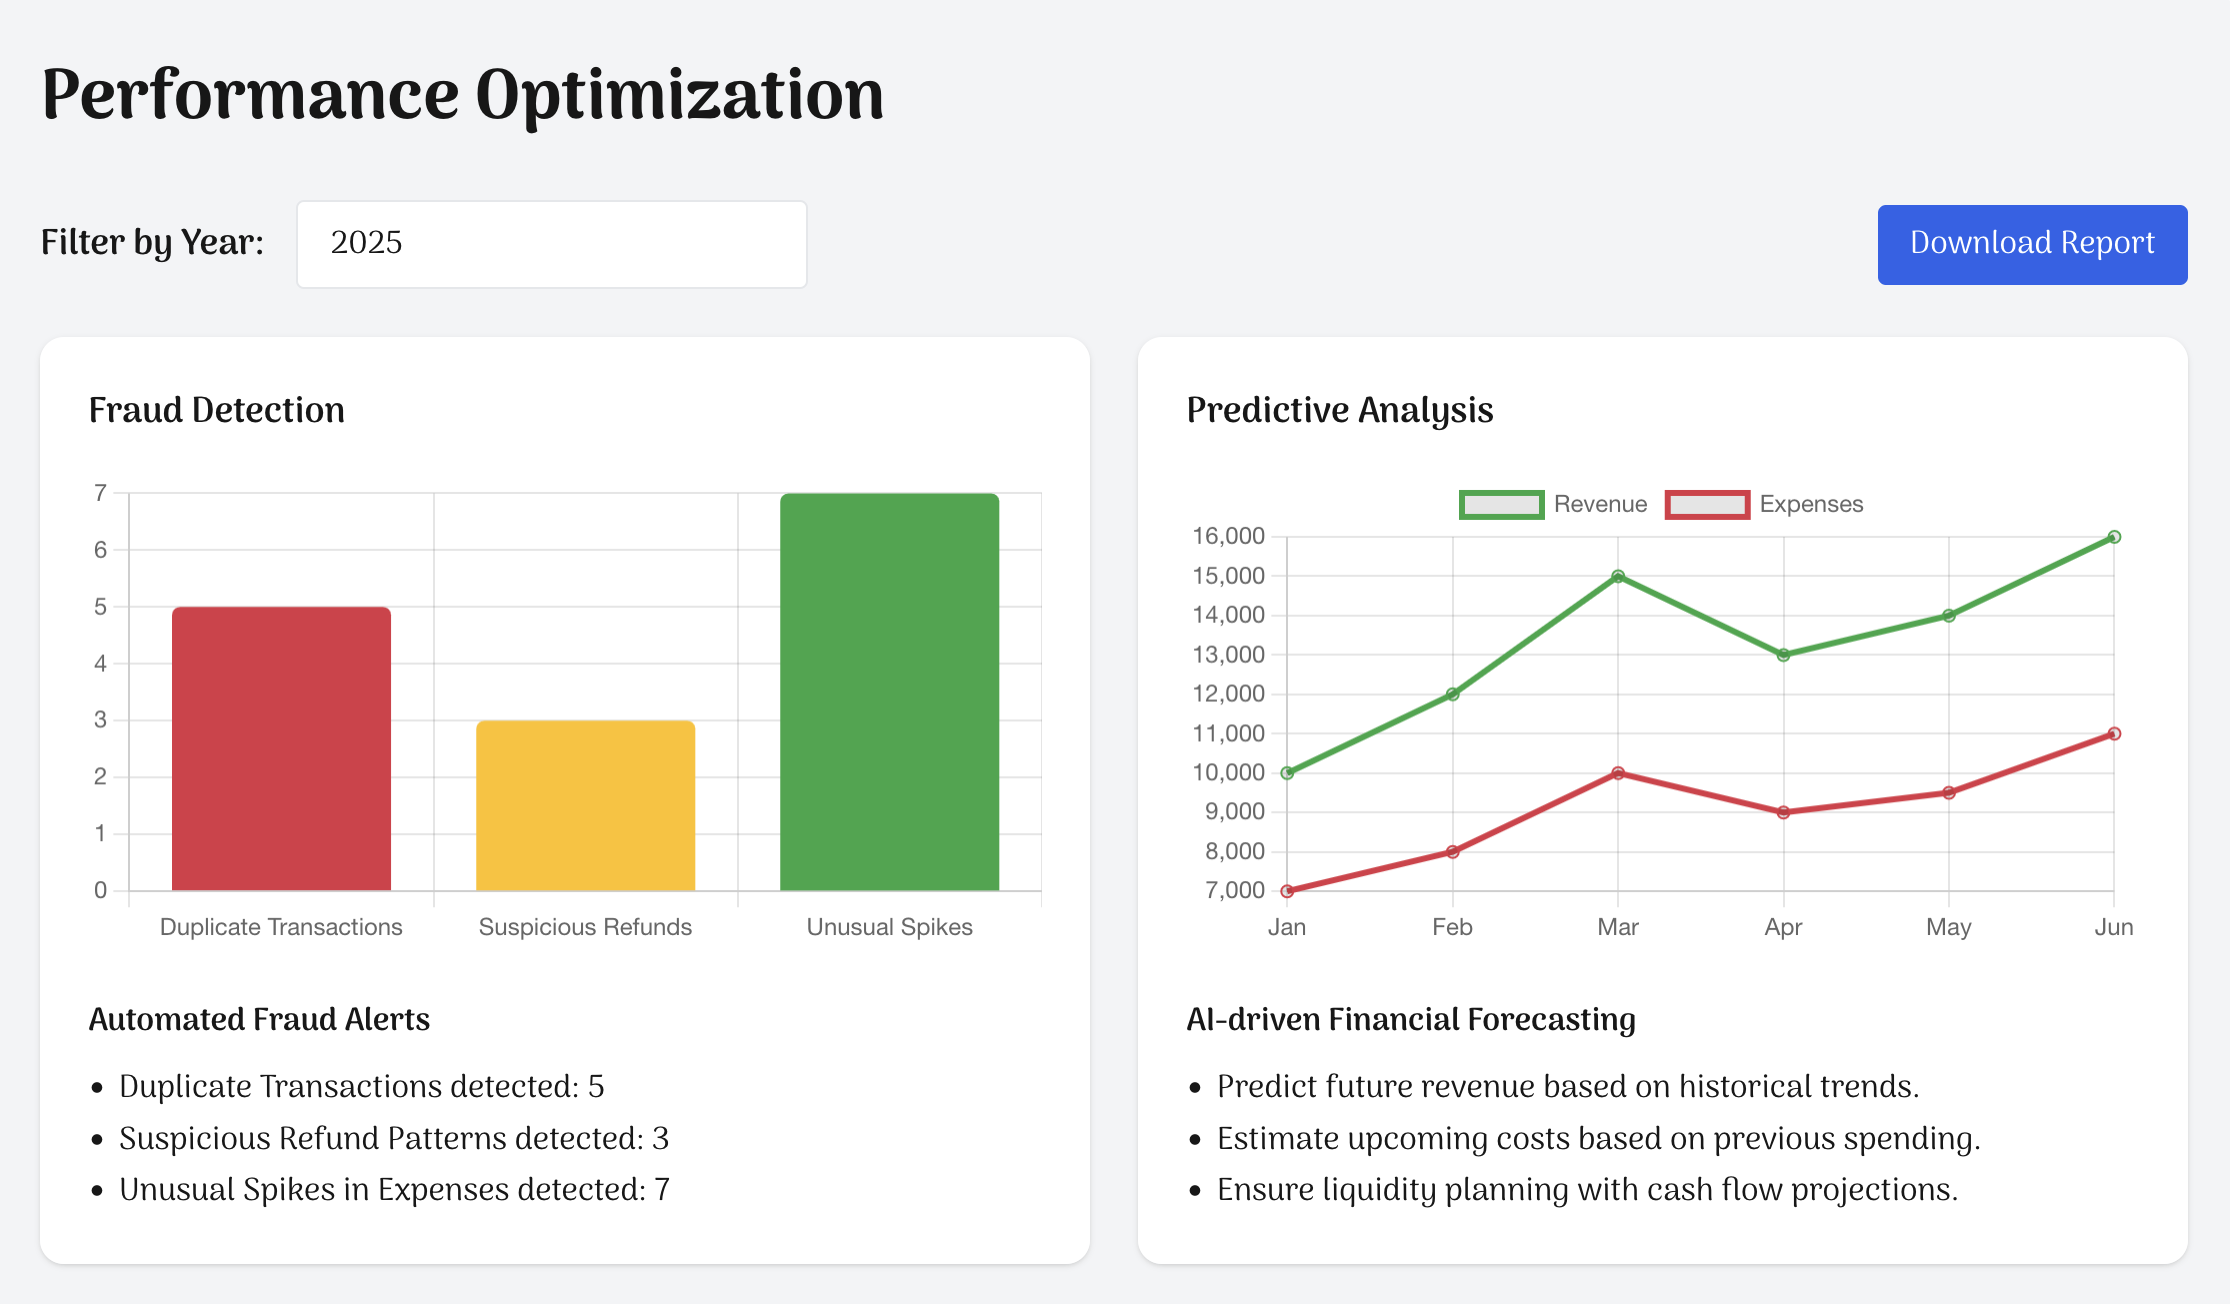 Performance Optimization
Filter by Year:
2025
Download Report
Fraud Detection
7
6
5
4
3
2
1
0
Duplicate Transactions
Suspicious Refunds
Unusual Spikes
Automated Fraud Alerts
• Duplicate Transactions detected: 5
• Suspicious Refund Patterns detected: 3
• Unusual Spikes in Expenses detected: 7
Predictive Analysis
Revenue
Expenses
16,000
15,000
14,000
13,000
12,000
11,000
10,000
9,000
8,000
7,000
Jan
Feb
Mar
Apr
May
Jun
AI-driven Financial Forecasting
• Predict future revenue based on historical trends.
• Estimate upcoming costs based on previous spending.
• Ensure liquidity planning with cash flow projections.